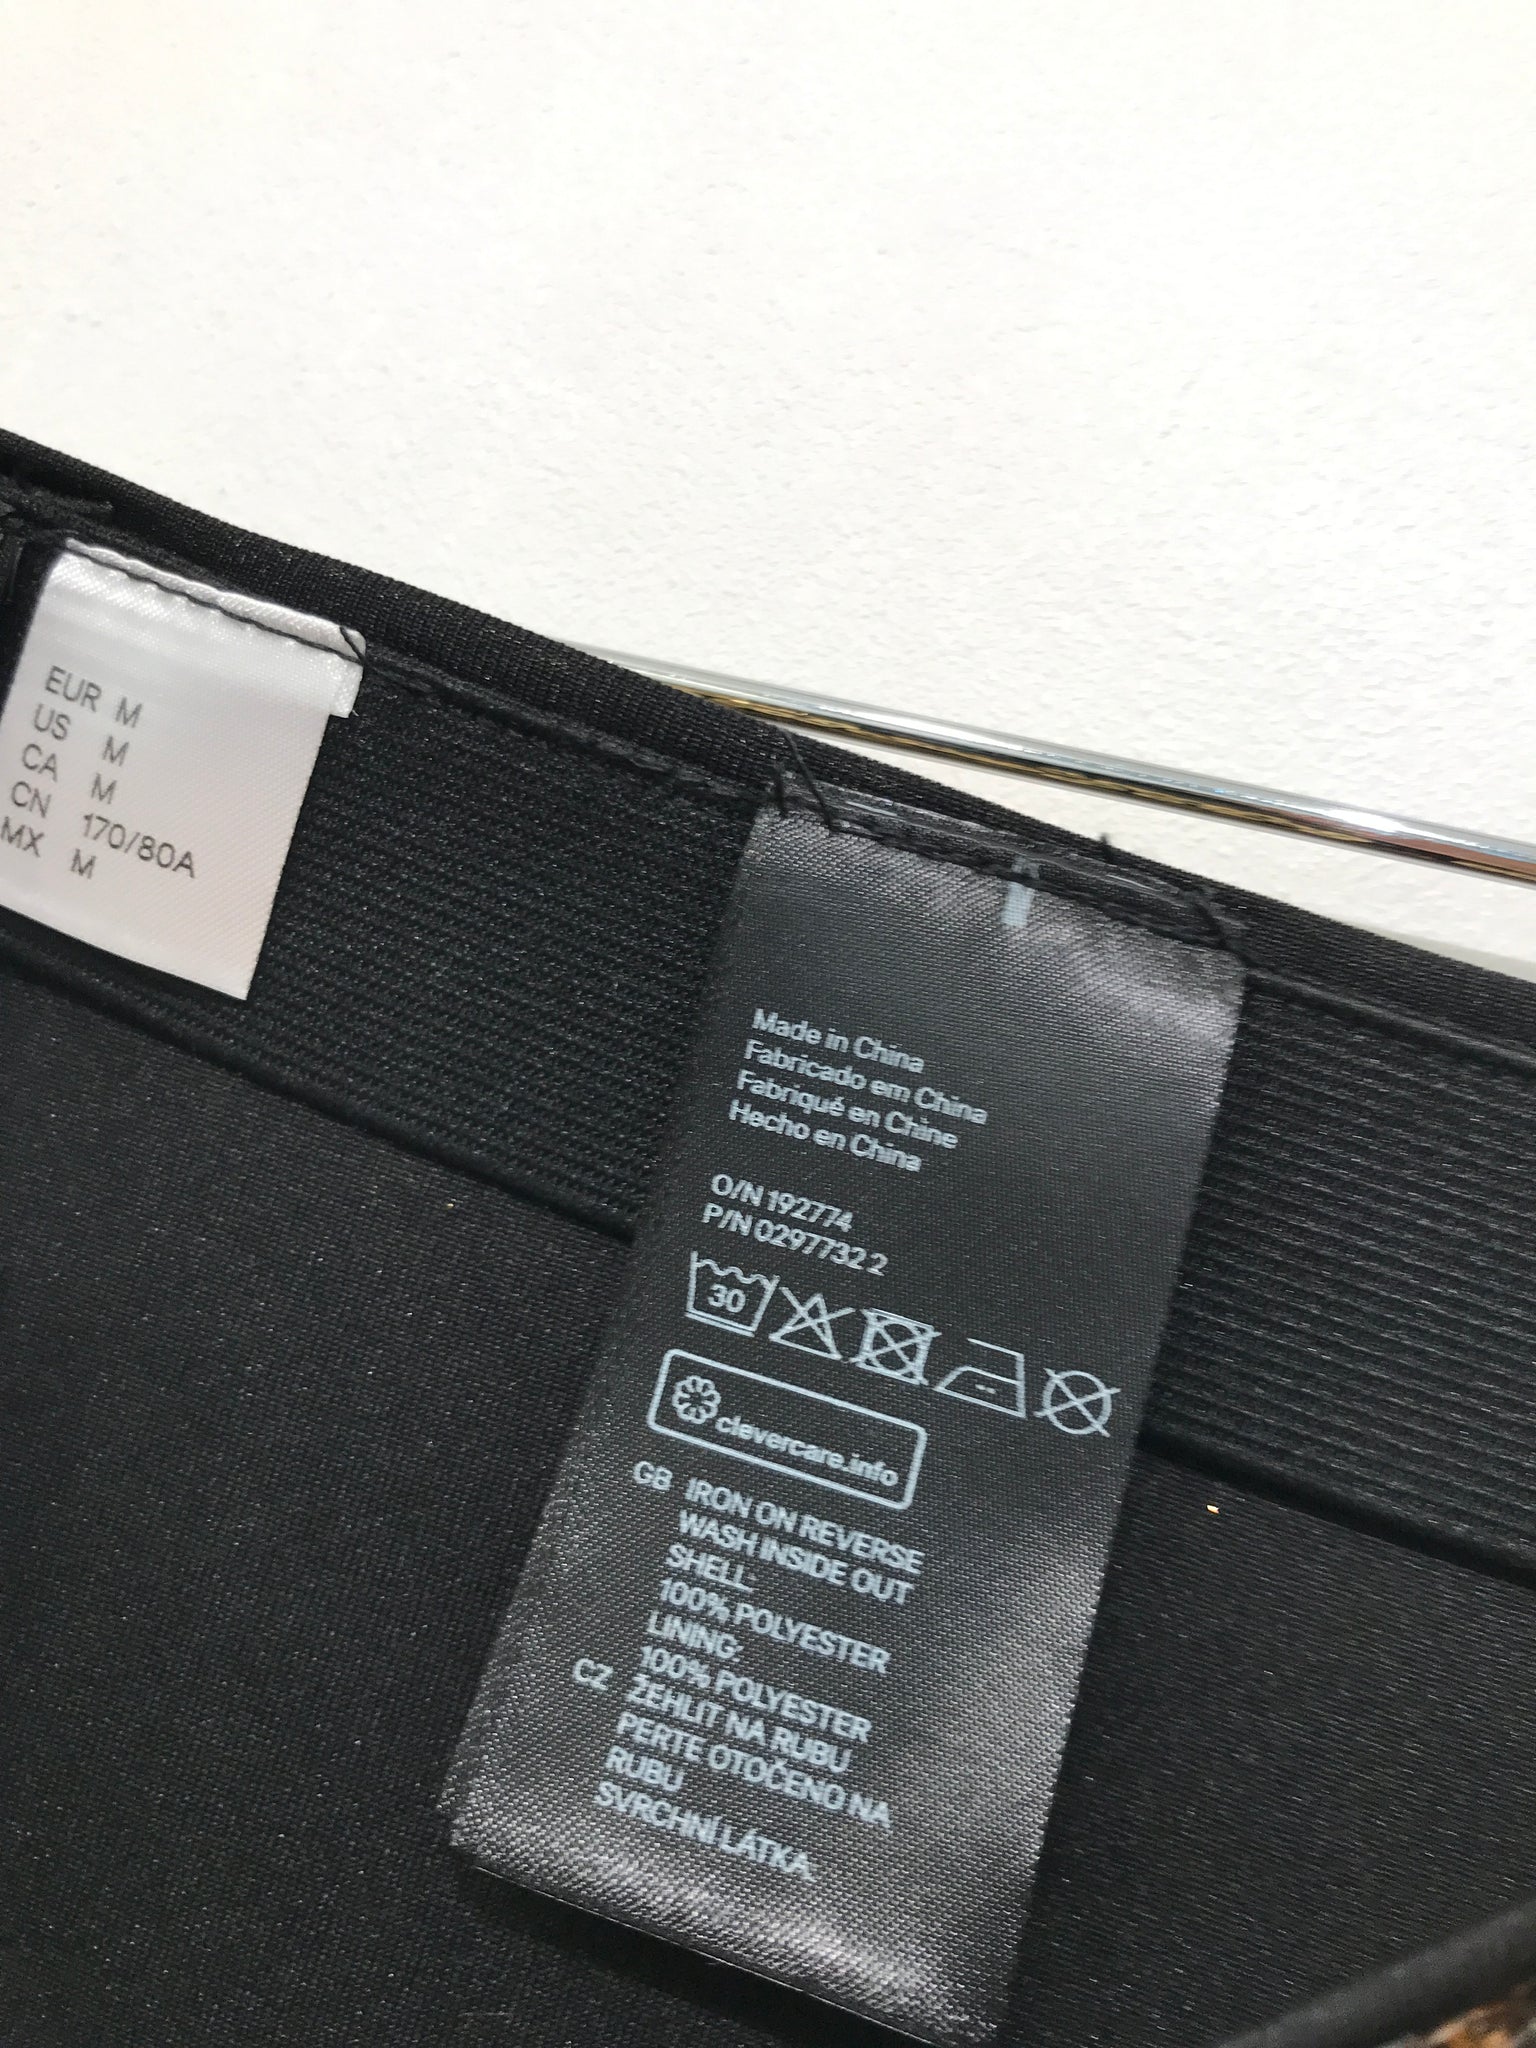 EUR M
US M
CA M
CN 170/80A
MX M
Made in China
Fabricado em China
Fabriqué en Chine
Hecho en China
O/N 192774
P/N 0297732 2
30
clevercare.info
GB IRON ON REVERSE
WASH INSIDE OUT
SHELL:
100% POLYESTER
LINING:
100% POLYESTER
CZ ŽEHLIT NA RUBU
PERTE OTOČENO NA
RUBU
SVRCHNÍ LÁTKA